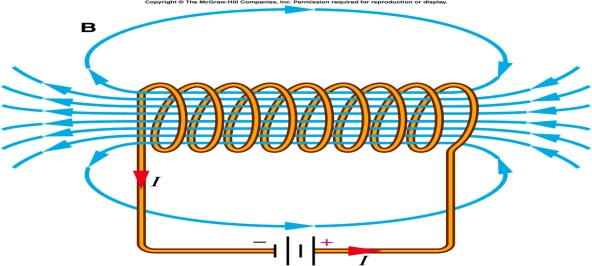 Copyright © The McGraw-Hill Companies, Inc. Permission required for reproduction or display.
B
I
− +
I